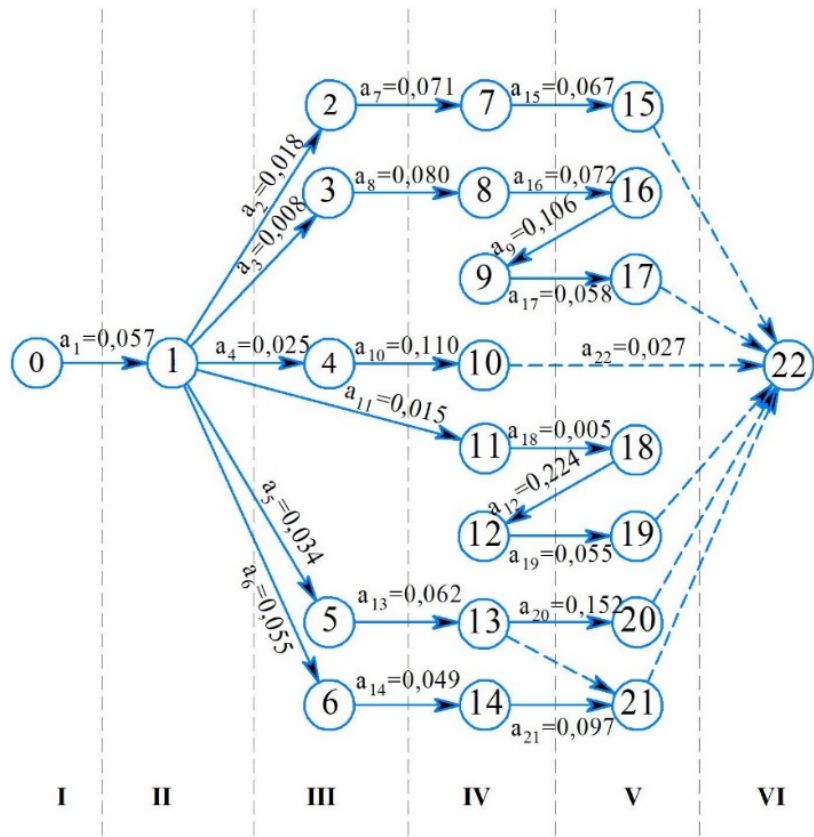 2
a7=0,071
7
a15=0,067
15
a2=0,018
3
a8=0,080
8
a16=0,072
16
a3=0,008
a9=0,106
9
a17=0,058
17
0
a1=0,057
1
a4=0,025
4
a10=0,110
10
a22=0,027
22
a11=0,015
11
a18=0,005
18
a12=0,224
12
a19=0,055
19
a5=0,034
a6=0,055
5
a13=0,062
13
a20=0,152
20
6
a14=0,049
14
a21=0,097
21
I II III IV V VI